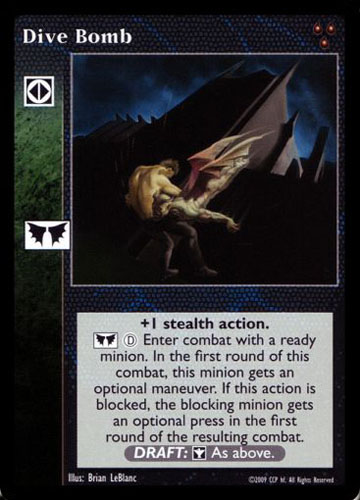 Dive Bomb
+1 stealth action.
D Enter combat with a ready
minion. In the first round of this
combat, this minion gets an
optional maneuver. If this action is
blocked, the blocking minion gets
an optional press in the first
round of the resulting combat.
DRAFT: As above.
Illus: Brian LeBlanc ©2009 CCP hf. All Rights Reserved